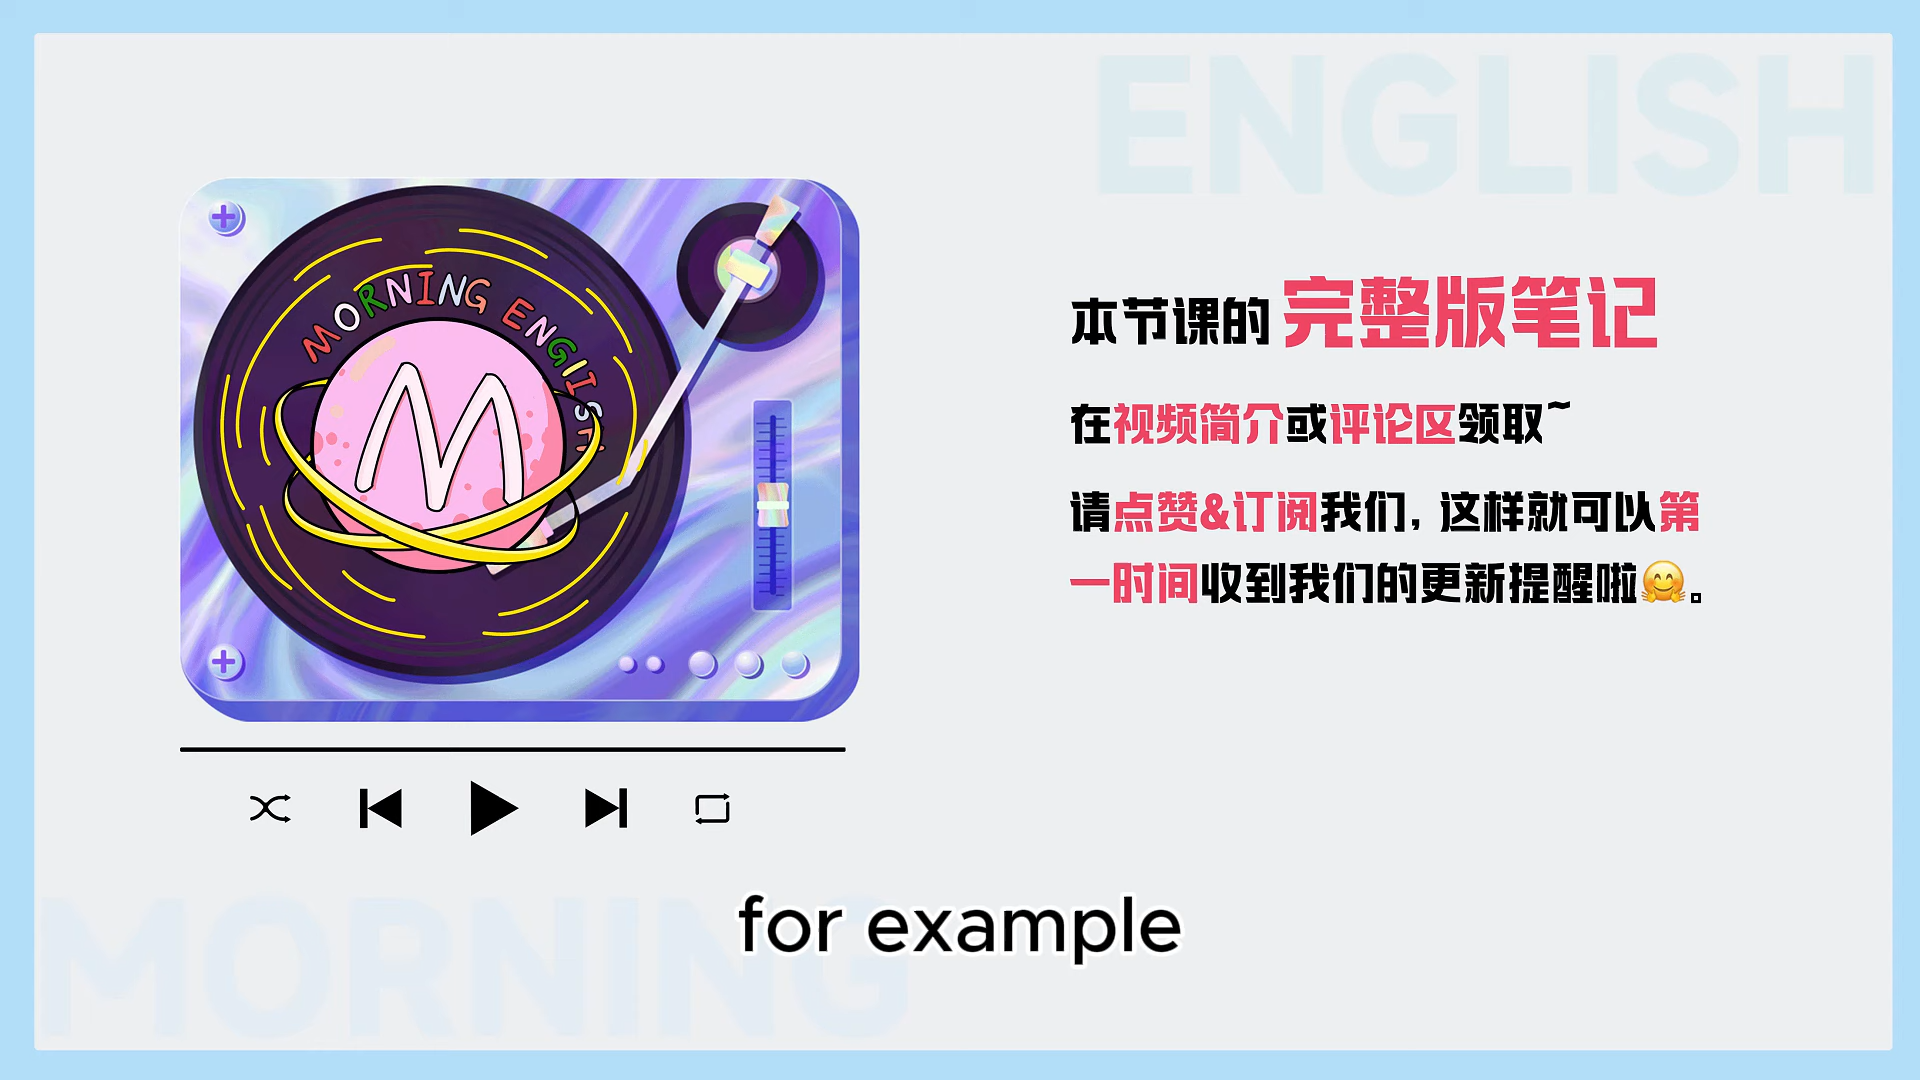 ENGLISH
MORNING ENGLISH
M
本节课的 完整版笔记
在视频简介或评论区领取~
请点赞&订阅我们，这样就可以第
一时间收到我们的更新提醒啦🤗。
for example
MORNING